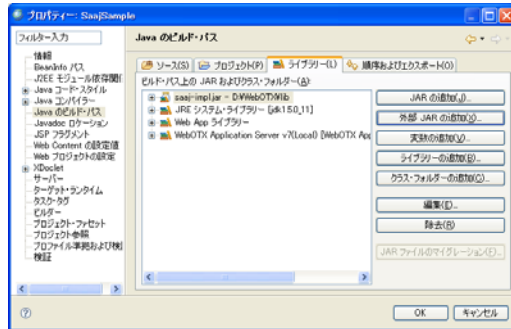 プロパティー: SaajSample
フィルター入力
Java のビルド・パス
情報
BeanInfo パス
J2EE モジュール依存関係
Java コード・スタイル
Java コンパイラー
Java のビルド・パス
Javadoc ロケーション
JSP フラグメント
Web Content の設定値
Web プロジェクトの設定
XDoclet
サーバー
ターゲット・ランタイム
タスク・タグ
ビルダー
プロジェクト・ファセット
プロジェクト参照
プロファイル準拠および検
検証
ソース(S)
プロジェクト(P)
ライブラリー(L)
順序およびエクスポート(O)
ビルド・パス上の JAR およびクラス・フォルダー(A):
saaj-impl.jar - D:¥WebOTX¥lib
JRE システム・ライブラリー [jdk1.5.0_11]
Web App ライブラリー
WebOTX Application Server v7(Local) [WebOTX App
JAR の追加(J)...
外部 JAR の追加(X)...
変数の追加(V)...
ライブラリーの追加(B)...
クラス・フォルダーの追加(C)...
編集(E)...
除去(R)
JAR ファイルのマイグレーション(F)...
OK
キャンセル